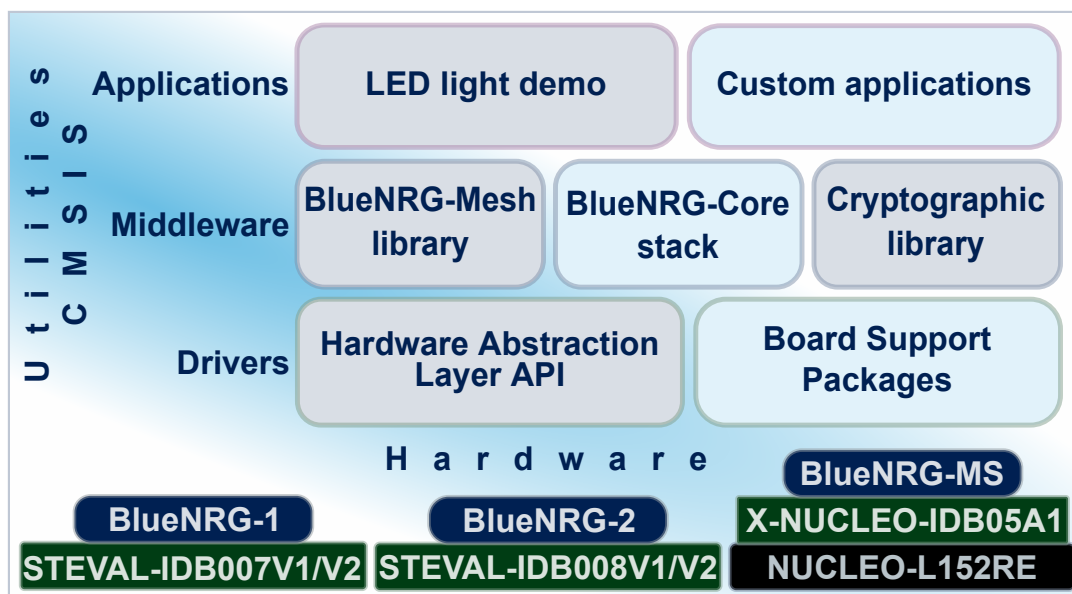 Utilities
CMSIS
Applications
LED light demo
Custom applications
Middleware
BlueNRG-Mesh
library
BlueNRG-Core
stack
Cryptographic
library
Drivers
Hardware Abstraction
Layer API
Board Support
Packages
Hardware
BlueNRG-1
STEVAL-IDB007V1/V2
BlueNRG-2
STEVAL-IDB008V1/V2
BlueNRG-MS
X-NUCLEO-IDB05A1
NUCLEO-L152RE